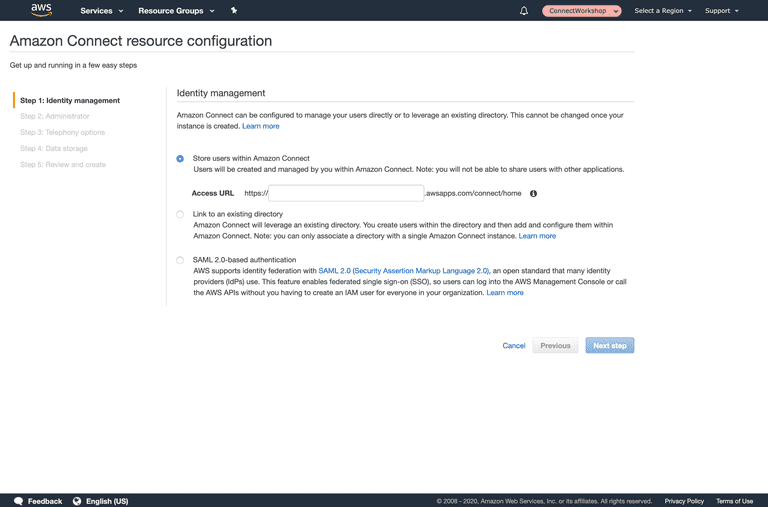 aws Services Resource Groups ConnectWorkshop Select a Region Support
Amazon Connect resource configuration
Get up and running in a few easy steps
Step 1: Identity management
Step 2: Administrator
Step 3: Telephony options
Step 4: Data storage
Step 5: Review and create
Identity management
Amazon Connect can be configured to manage your users directly or to leverage an existing directory. This cannot be changed once your
instance is created. Learn more
Store users within Amazon Connect
Users will be created and managed by you within Amazon Connect. Note: you will not be able to share users with other applications.
Access URL https:// .awsapps.com/connect/home
Link to an existing directory
Amazon Connect will leverage an existing directory. You create users within the directory and then add and configure them within
Amazon Connect. Note: you can only associate a directory with a single Amazon Connect instance. Learn more
SAML 2.0-based authentication
AWS supports identity federation with SAML 2.0 (Security Assertion Markup Language 2.0), an open standard that many identity
providers (IdPs) use. This feature enables federated single sign-on (SSO), so users can log into the AWS Management Console or call
the AWS APIs without you having to create an IAM user for everyone in your organization. Learn more
Cancel Previous Next step
Feedback English (US) © 2008 - 2020, Amazon Web Services, Inc. or its affiliates. All rights reserved. Privacy Policy Terms of Use